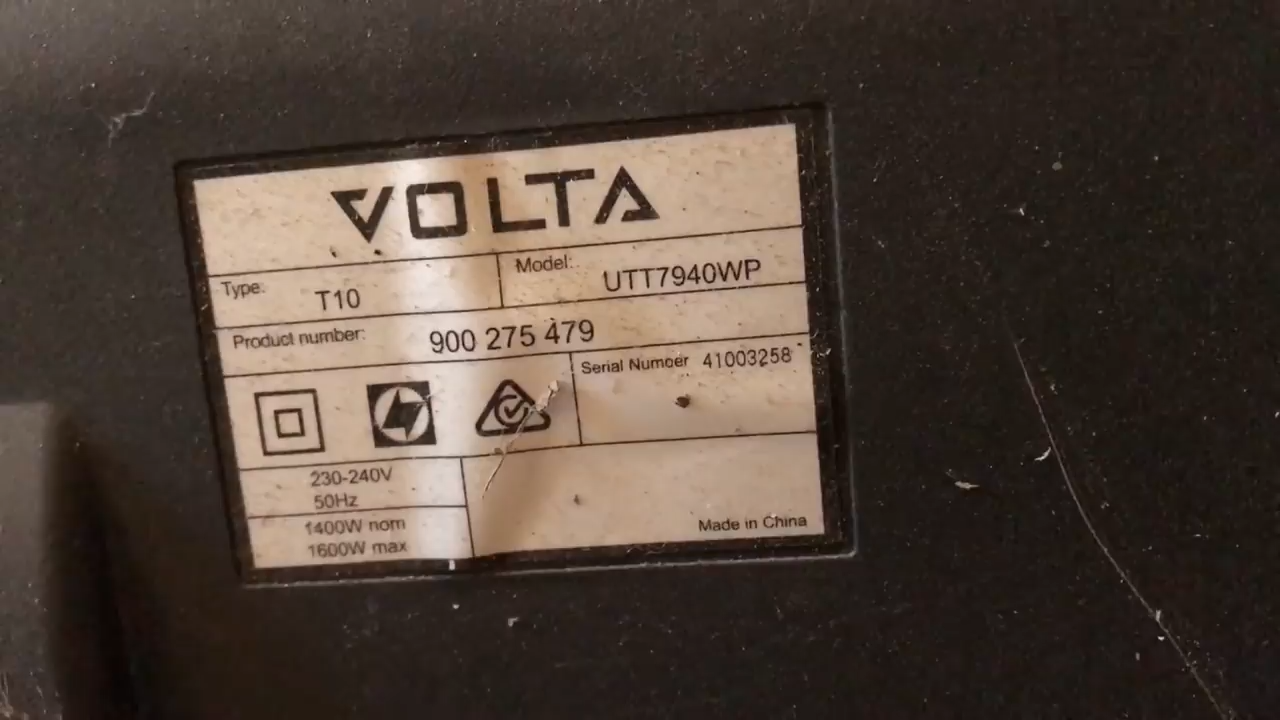 VOLTA
Type: T10
Model: UTT7940WP
Product number: 900 275 479
Serial Number 41003258
230-240V
50Hz
1400W nom
1600W max
Made in China